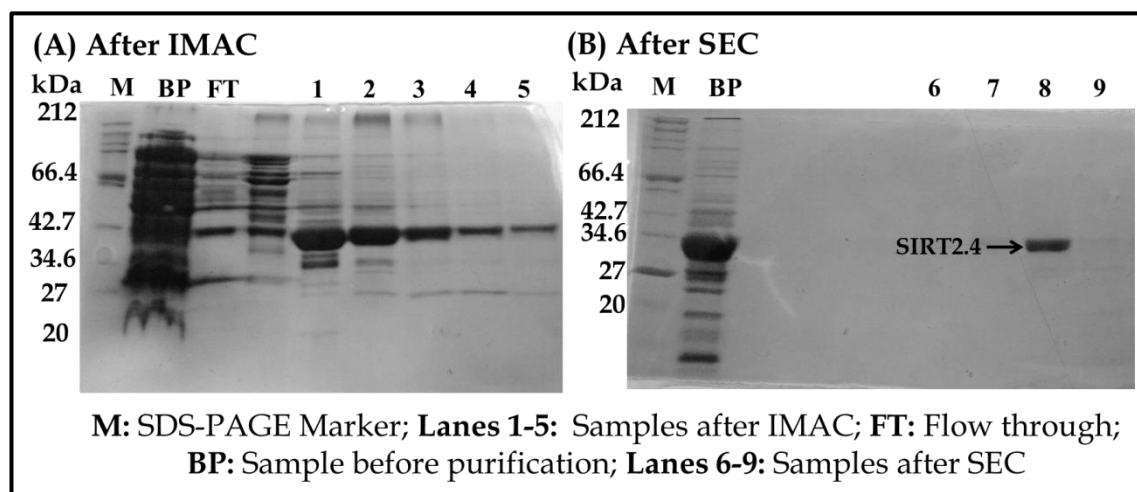 (A) After IMAC
kDa M BP FT 1 2 3 4 5
212
66.4
42.7
34.6
27
20
(B) After SEC
kDa M BP 6 7 8 9
212
66.4
42.7
34.6
SIRT2.4
27
20
M: SDS-PAGE Marker; Lanes 1-5: Samples after IMAC; FT: Flow through;
BP: Sample before purification; Lanes 6-9: Samples after SEC